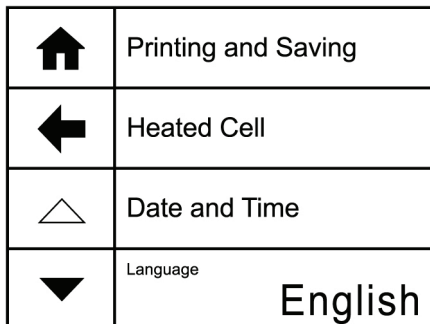 Printing and Saving
Heated Cell
Date and Time
Language
English